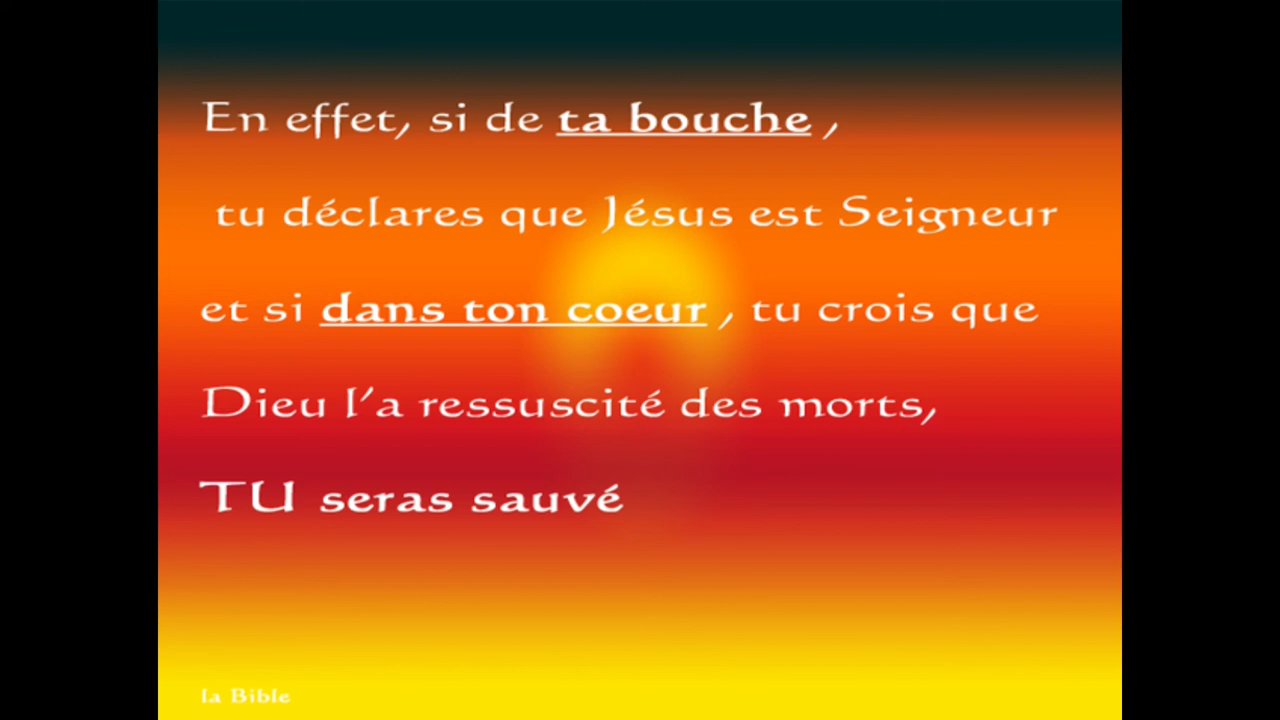 En effet, si de ta bouche ,
tu déclares que Jésus est Seigneur
et si dans ton coeur , tu crois que
Dieu l'a ressuscité des morts,
TU seras sauvé
la Bible